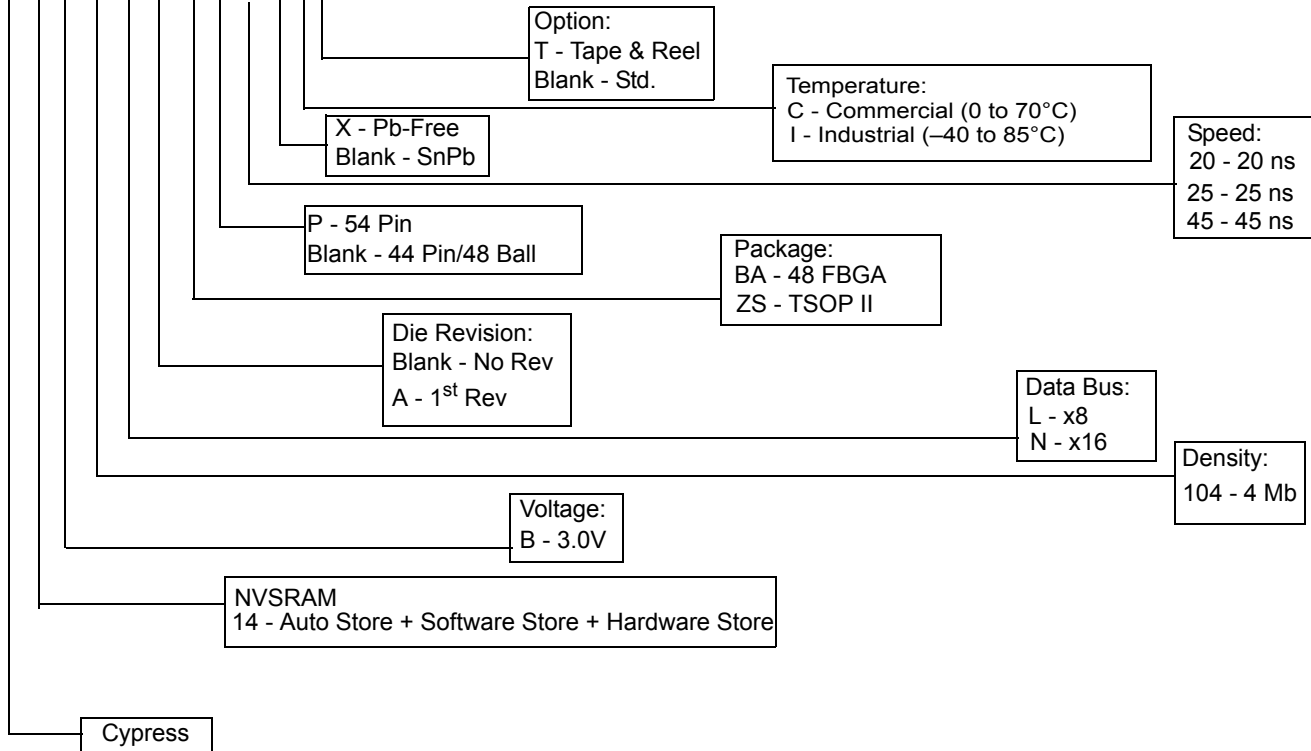 Option:
T - Tape & Reel
Blank - Std.
Temperature:
C - Commercial (0 to 70°C)
I - Industrial (–40 to 85°C)
X - Pb-Free
Blank - SnPb
Speed:
20 - 20 ns
25 - 25 ns
45 - 45 ns
P - 54 Pin
Blank - 44 Pin/48 Ball
Package:
BA - 48 FBGA
ZS - TSOP II
Die Revision:
Blank - No Rev
A - 1st Rev
Data Bus:
L - x8
N - x16
Density:
104 - 4 Mb
Voltage:
B - 3.0V
NVSRAM
14 - Auto Store + Software Store + Hardware Store
Cypress